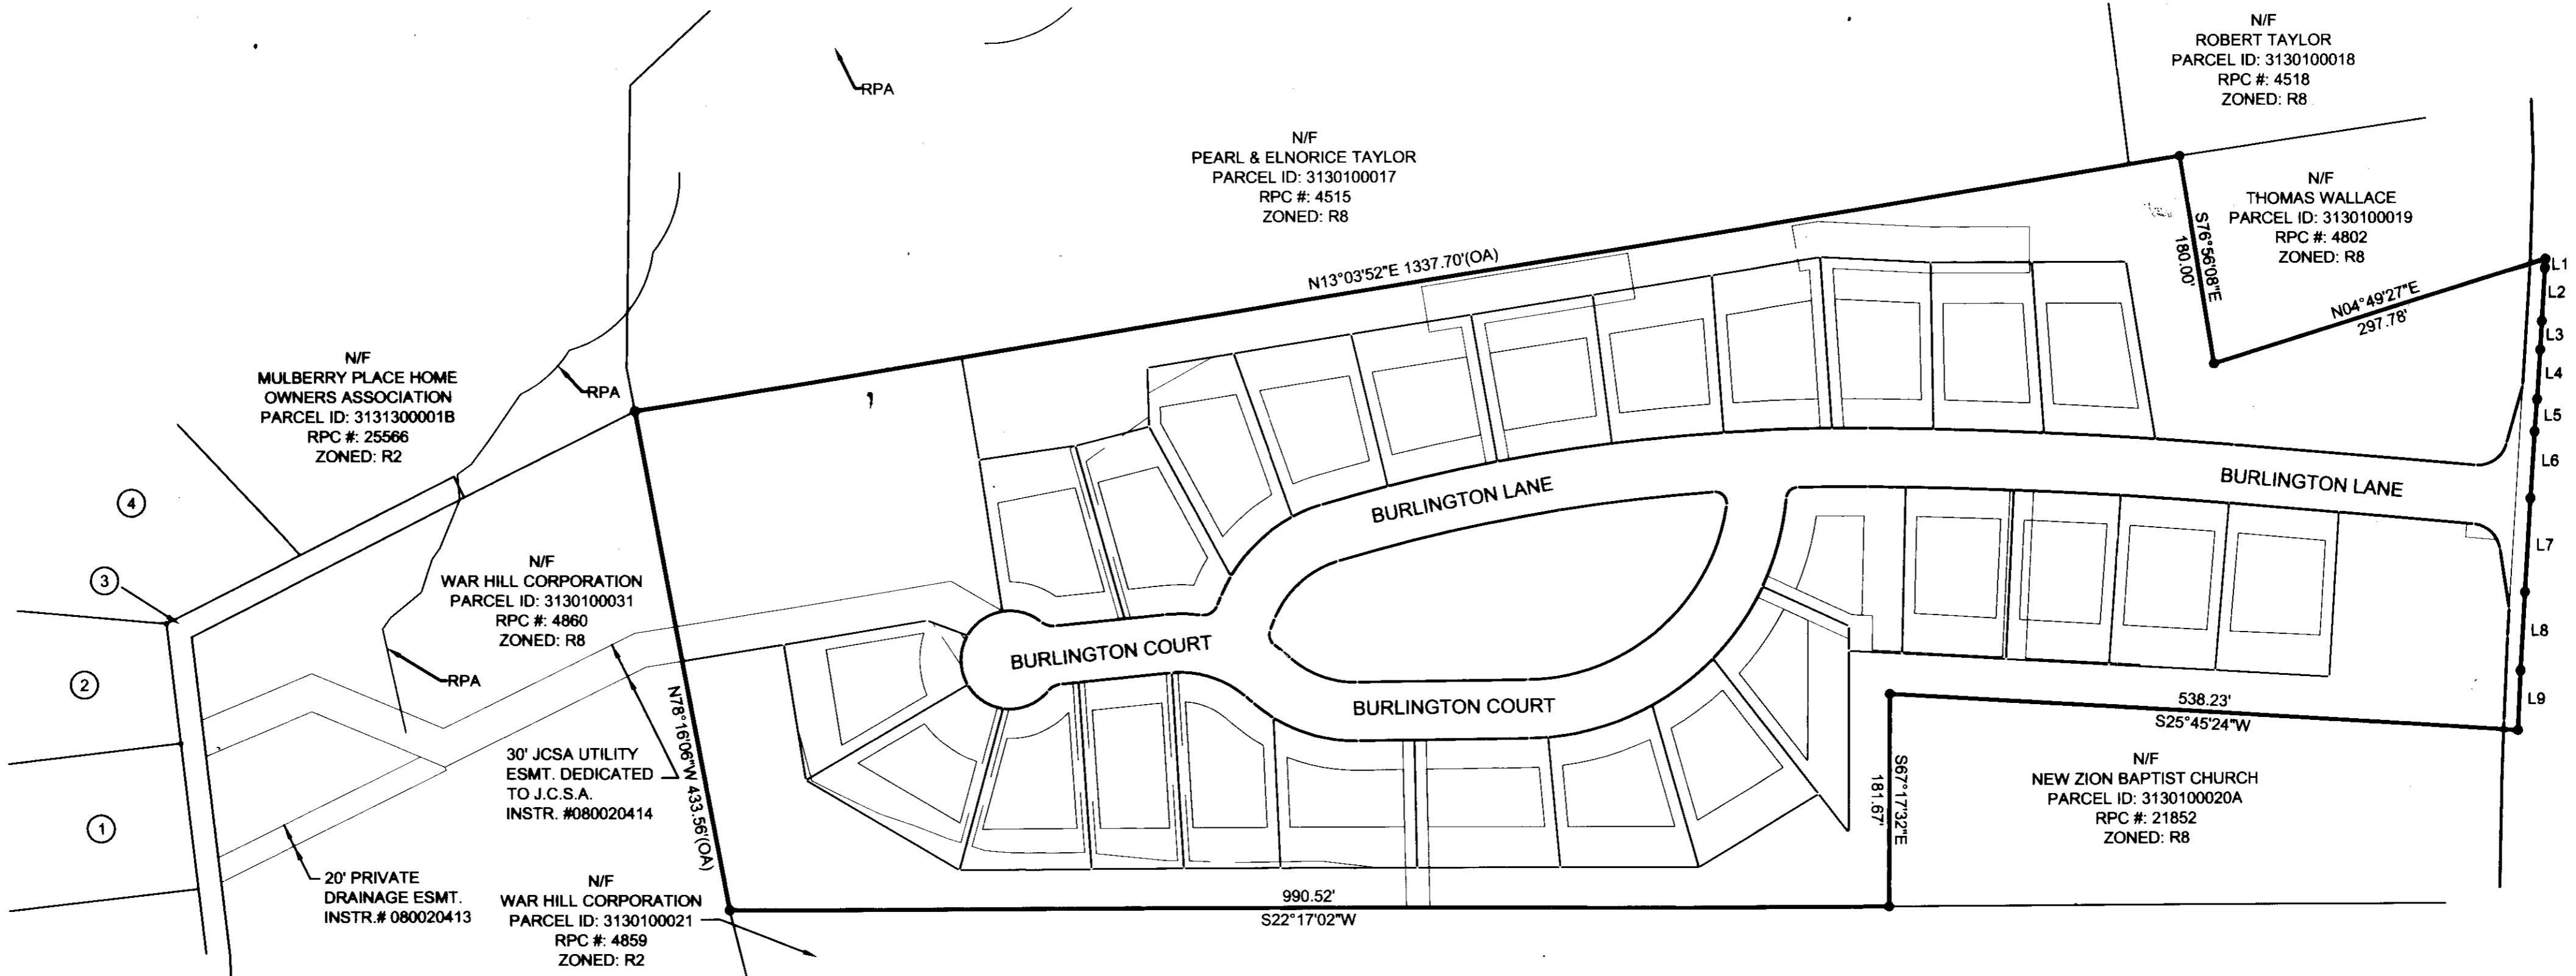 N/F
ROBERT TAYLOR
PARCEL ID: 3130100018
RPC #: 4518
ZONED: R8
RPA
N/F
PEARL & ELNORICE TAYLOR
PARCEL ID: 3130100017
RPC #: 4515
ZONED: R8
N/F
THOMAS WALLACE
PARCEL ID: 3130100019
RPC #: 4802
ZONED: R8
S76°56'08"E
180.00'
N04°49'27"E
297.78'
N13°03'52"E 1337.70'(OA)
L1
L2
L3
L4
L5
L6
L7
L8
L9
N/F
MULBERRY PLACE HOME
OWNERS ASSOCIATION
PARCEL ID: 3131300001B
RPC #: 25566
ZONED: R2
RPA
4
3
2
1
N/F
WAR HILL CORPORATION
PARCEL ID: 3130100031
RPC #: 4860
ZONED: R8
RPA
BURLINGTON LANE
BURLINGTON LANE
BURLINGTON COURT
BURLINGTON COURT
N78°16'06"W 433.56'(OA)
30' JCSA UTILITY
ESMT. DEDICATED
TO J.C.S.A.
INSTR. #080020414
20' PRIVATE
DRAINAGE ESMT.
INSTR.# 080020413
N/F
WAR HILL CORPORATION
PARCEL ID: 3130100021
RPC #: 4859
ZONED: R2
990.52'
S22°17'02"W
S67°17'32"E
181.67'
538.23'
S25°45'24"W
N/F
NEW ZION BAPTIST CHURCH
PARCEL ID: 3130100020A
RPC #: 21852
ZONED: R8